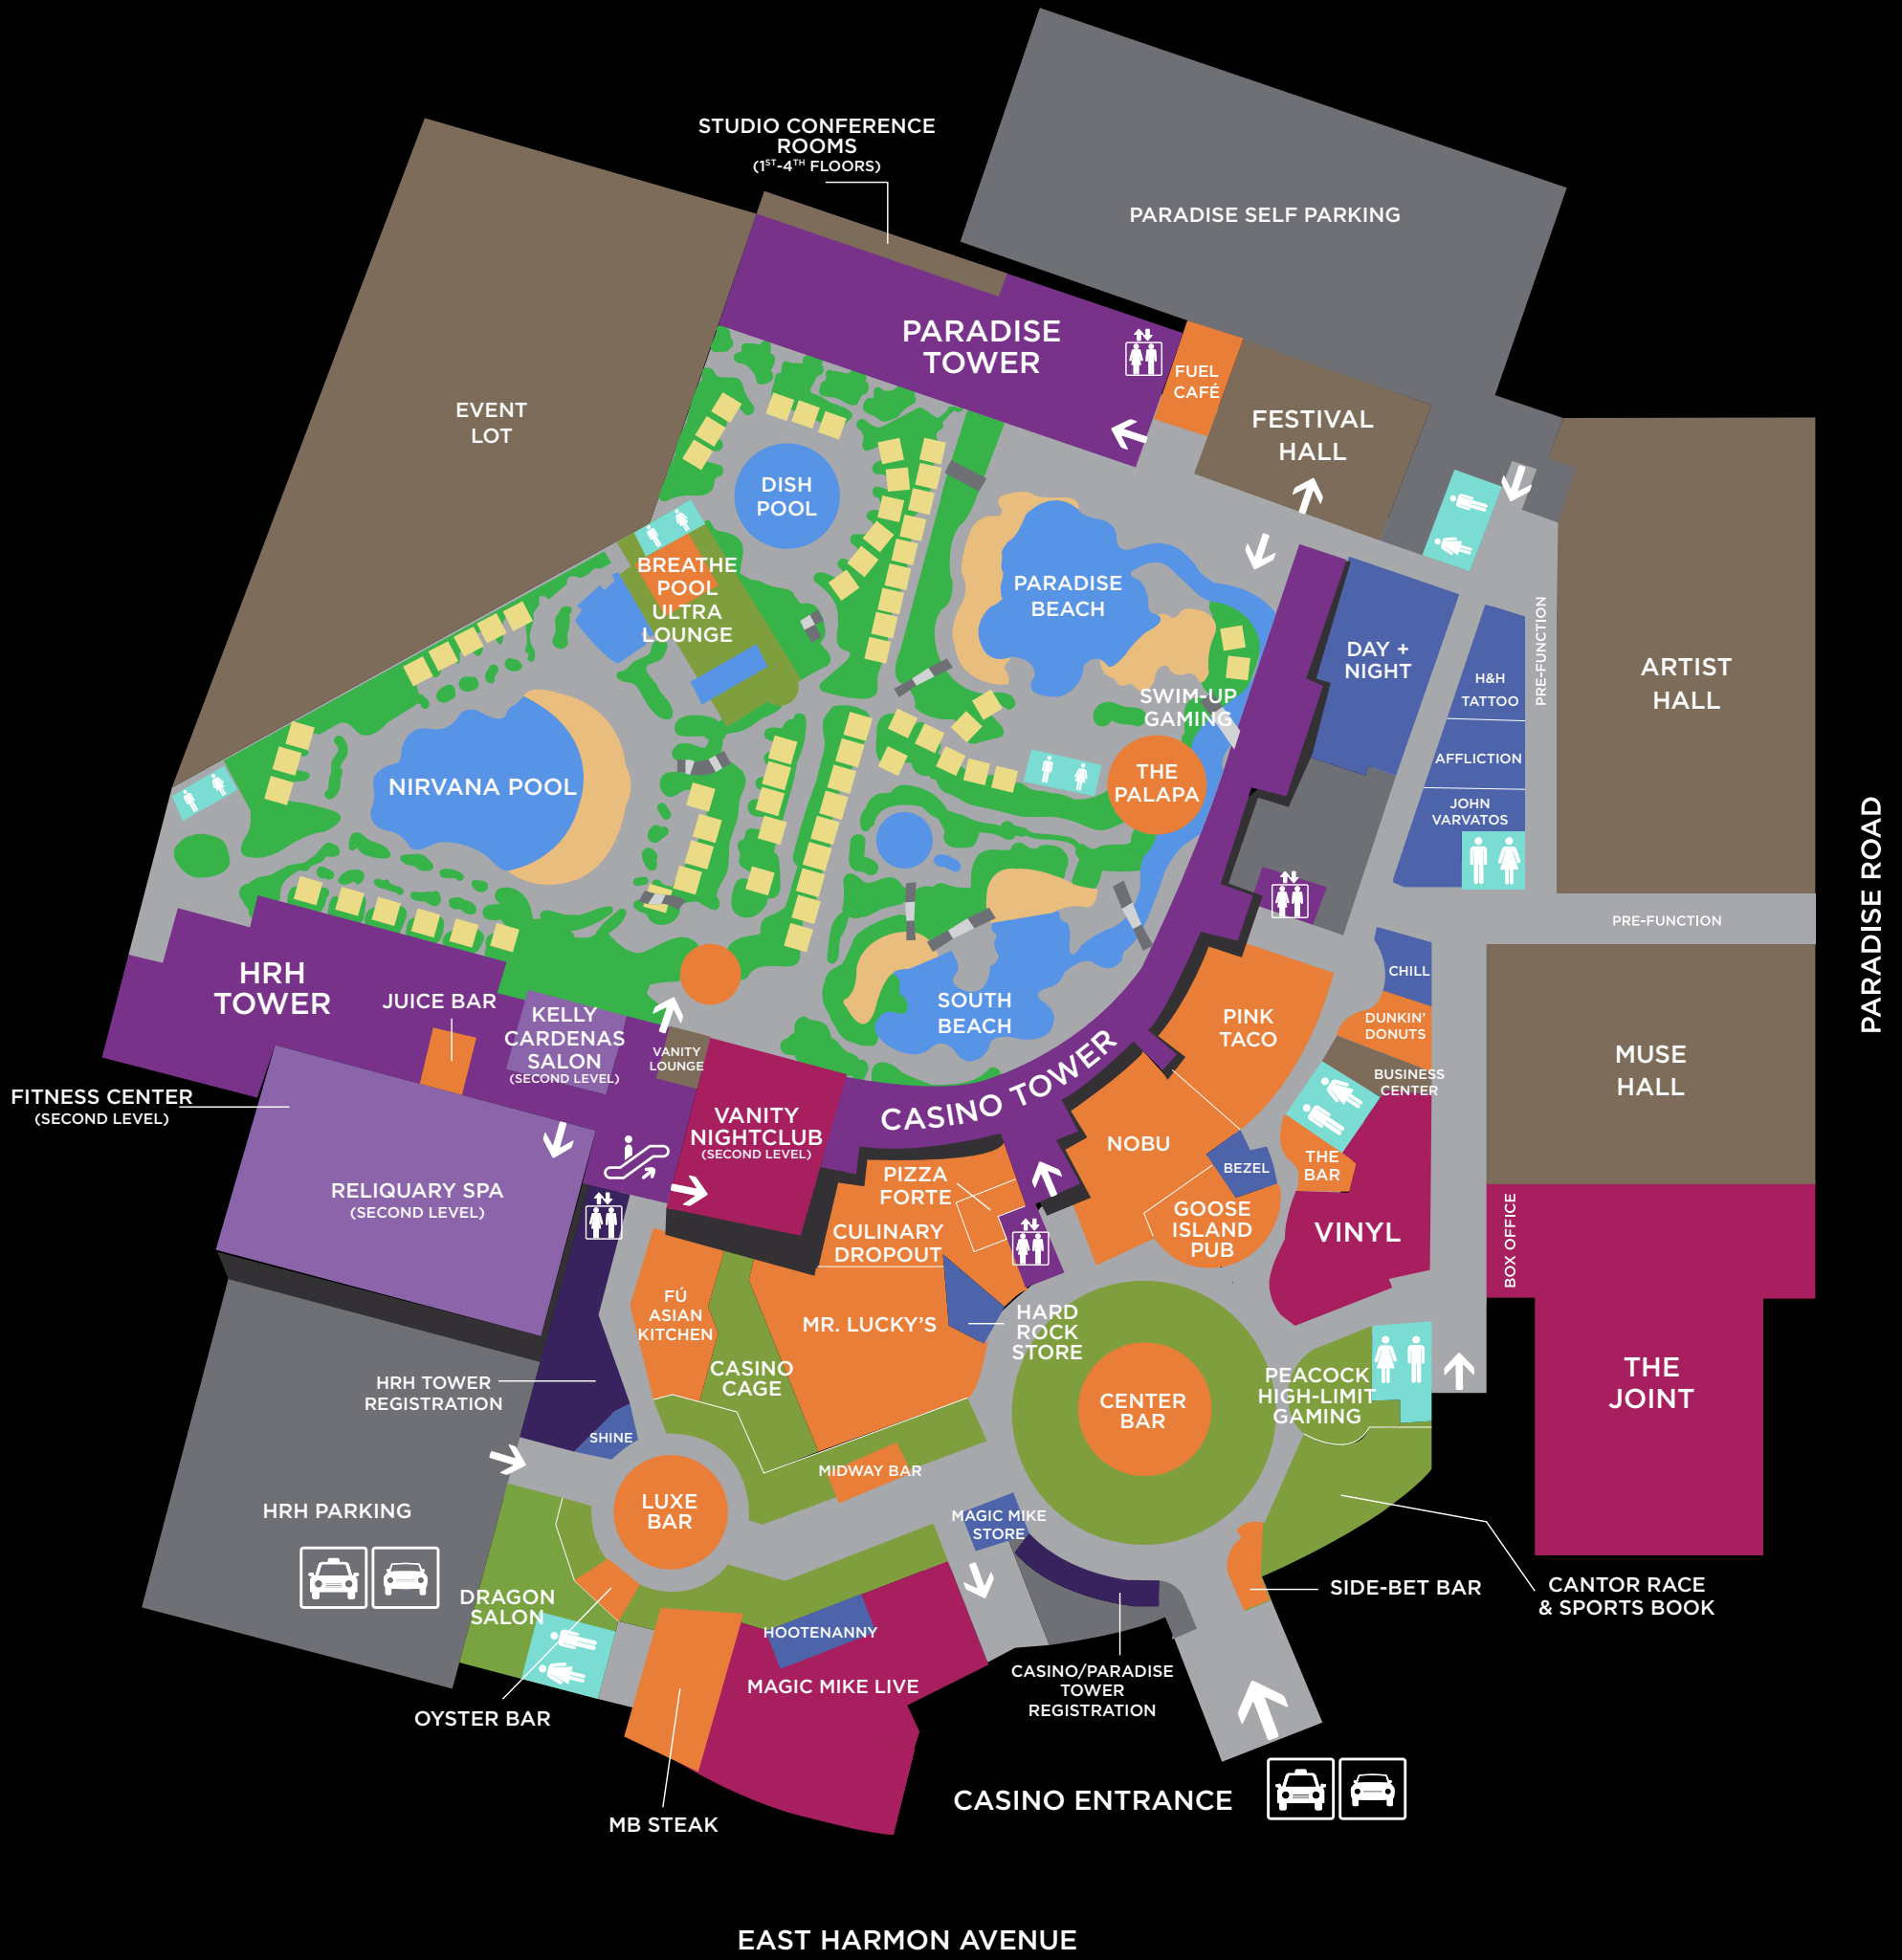 STUDIO CONFERENCE
ROOMS
(1ST-4TH FLOORS)
PARADISE SELF PARKING
PARADISE
TOWER
FUEL
CAFÉ
FESTIVAL
HALL
EVENT
LOT
DISH
POOL
BREATHE
POOL
ULTRA
LOUNGE
PARADISE
BEACH
DAY +
NIGHT
H&H
TATTOO
AFFLICTION
JOHN
VARVATOS
PRE-FUNCTION
ARTIST
HALL
SWIM-UP
GAMING
THE
PALAPA
NIRVANA POOL
PARADISE ROAD
PRE-FUNCTION
HRH
TOWER
JUICE BAR
KELLY
CARDENAS
SALON
(SECOND LEVEL)
VANITY
LOUNGE
SOUTH
BEACH
PINK
TACO
CHILL
DUNKIN'
DONUTS
BUSINESS
CENTER
MUSE
HALL
FITNESS CENTER
(SECOND LEVEL)
VANITY
NIGHTCLUB
(SECOND LEVEL)
CASINO TOWER
NOBU
BEZEL
THE
BAR
RELIQUARY SPA
(SECOND LEVEL)
PIZZA
FORTE
CULINARY
DROPOUT
GOOSE
ISLAND
PUB
VINYL
BOX OFFICE
FÚ
ASIAN
KITCHEN
MR. LUCKY'S
HARD
ROCK
STORE
CASINO
CAGE
HRH TOWER
REGISTRATION
SHINE
CENTER
BAR
PEACOCK
HIGH-LIMIT
GAMING
THE
JOINT
MIDWAY BAR
LUXE
BAR
HRH PARKING
MAGIC MIKE
STORE
DRAGON
SALON
HOOTENANNY
SIDE-BET BAR
CANTOR RACE
& SPORTS BOOK
MAGIC MIKE LIVE
CASINO/PARADISE
TOWER
REGISTRATION
OYSTER BAR
CASINO ENTRANCE
MB STEAK
EAST HARMON AVENUE